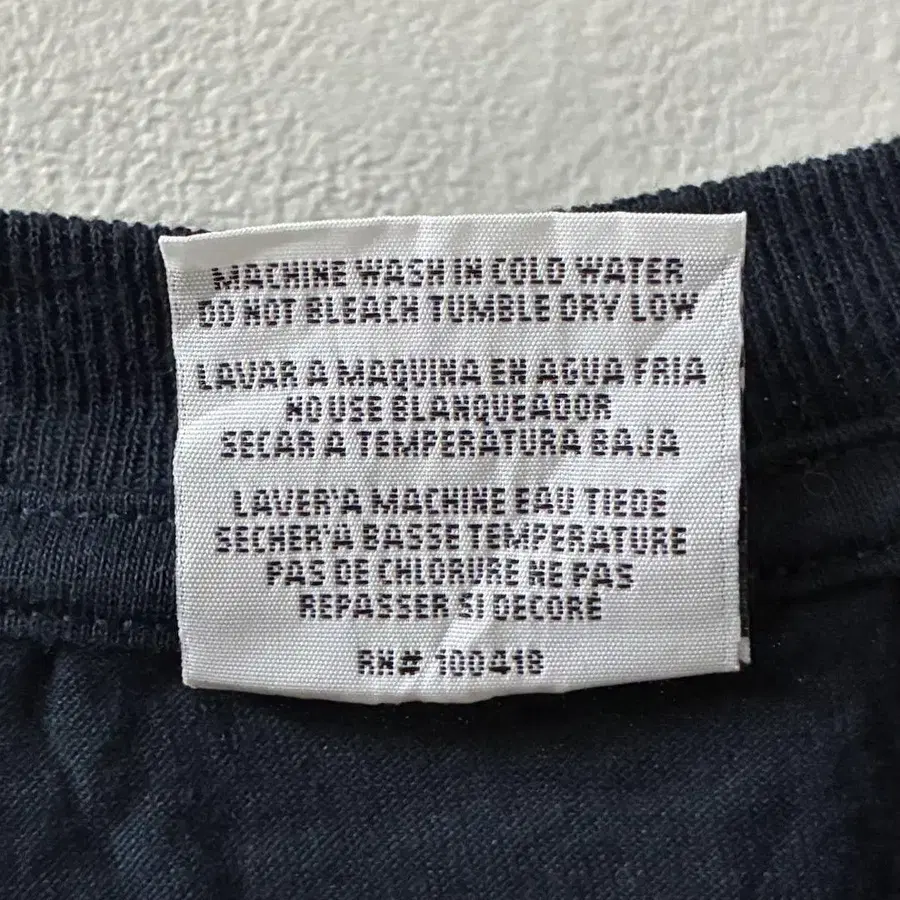 MACHINE WASH IN COLD WATER
DO NOT BLEACH TUMBLE DRY LOW
LAVAR A MAQUINA EN AGUA FRIA
NO USE BLANQUEADOR
SECAR A TEMPERATURA BAJA
LAVER'A MACHINE EAU TIEDE
SECHER'A BASSE TEMPERATURE
PAS DE CHLORURE NE PAS
REPASSER SI DECORÉ
RN# 100418